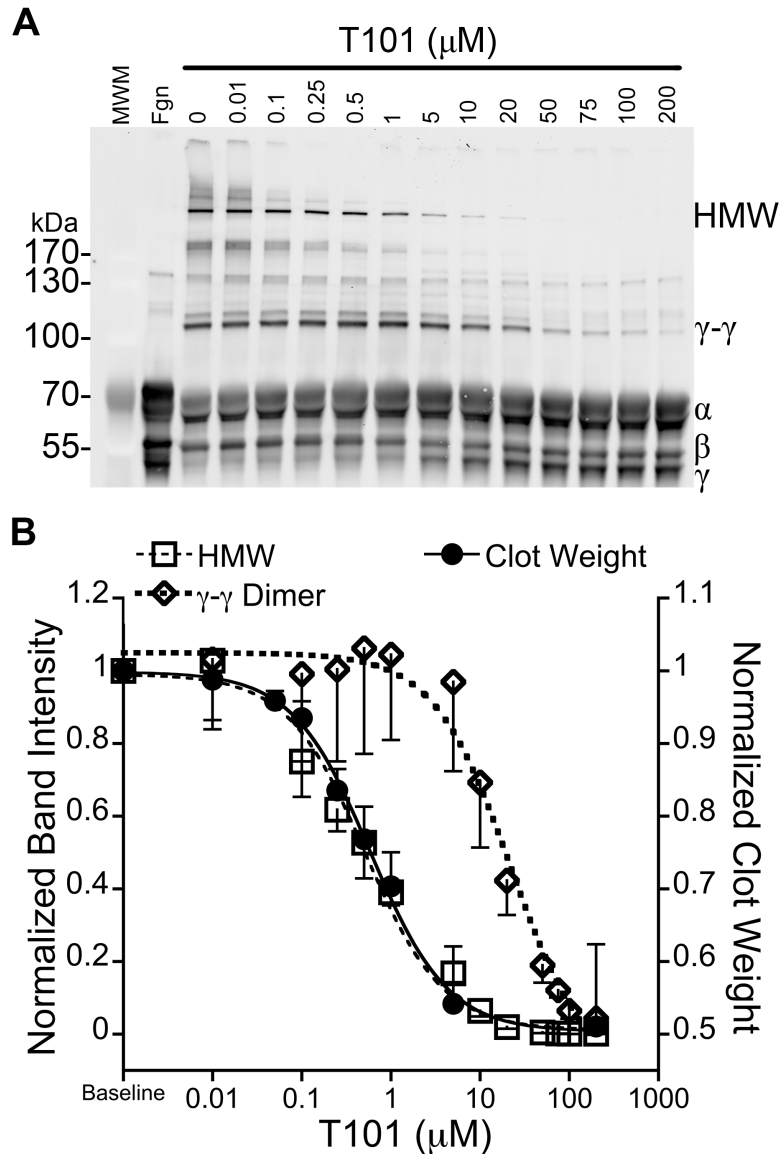 A
T101 (μM)
MWM Fgn 0 0.01 0.1 0.25 0.5 1 5 10 20 50 75 100 200
kDa
HMW
170-
130-
γ-γ
100-
70-
α
55-
β
γ
B
HMW Clot Weight
γ-γ Dimer
1.2 1.1
1 1
0.8 0.9
0.6 0.8
0.4 0.7
0.2 0.6
0 0.5
Normalized Band Intensity
Normalized Clot Weight
Baseline 0.01 0.1 1 10 100 1000
T101 (μM)